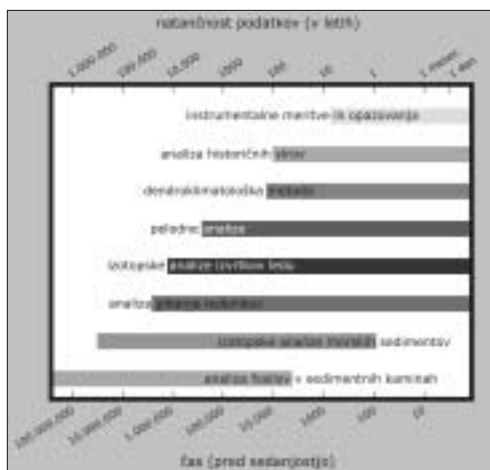 natančnost podatkov (v letih)
1.000.000 100.000 10.000 1000 100 10 1 1 mesec 1 dan
instrumentalne meritve in opazovanja
analiza historičnih virov
dendroklimatološka metoda
pelodne analize
izotopske analize izvrtkov ledu
analiza gibanja ledenikov
izotopske analize morskih sedimentov
analiza fosilov v sedimentnih kaminah
100.000.000 10.000.000 1.000.000 100.000 10.000 1000 100 10
čas (pred sedanjostjo)